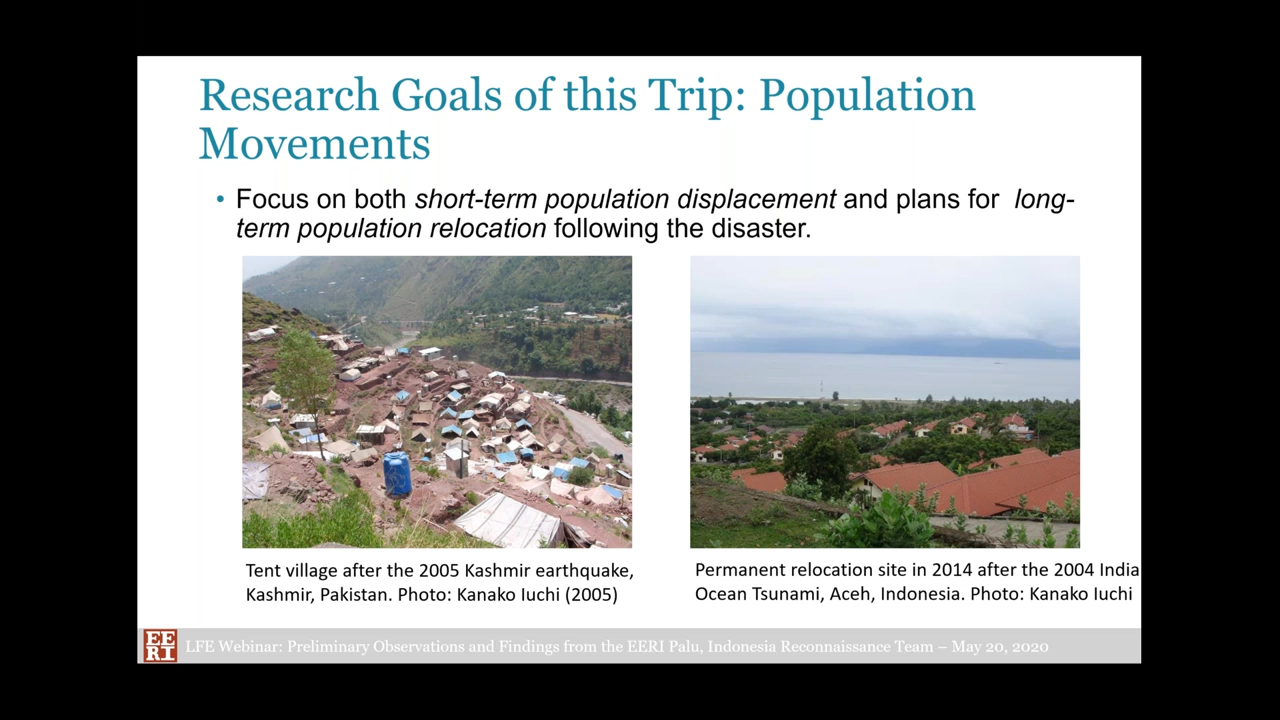 Research Goals of this Trip: Population
Movements
• Focus on both short-term population displacement and plans for long-
term population relocation following the disaster.
Tent village after the 2005 Kashmir earthquake,
Kashmir, Pakistan. Photo: Kanako Iuchi (2005)
Permanent relocation site in 2014 after the 2004 India
Ocean Tsunami, Aceh, Indonesia. Photo: Kanako Iuchi
EE
RI
LFE Webinar: Preliminary Observations and Findings from the EERI Palu, Indonesia Reconnaissance Team – May 20, 2020